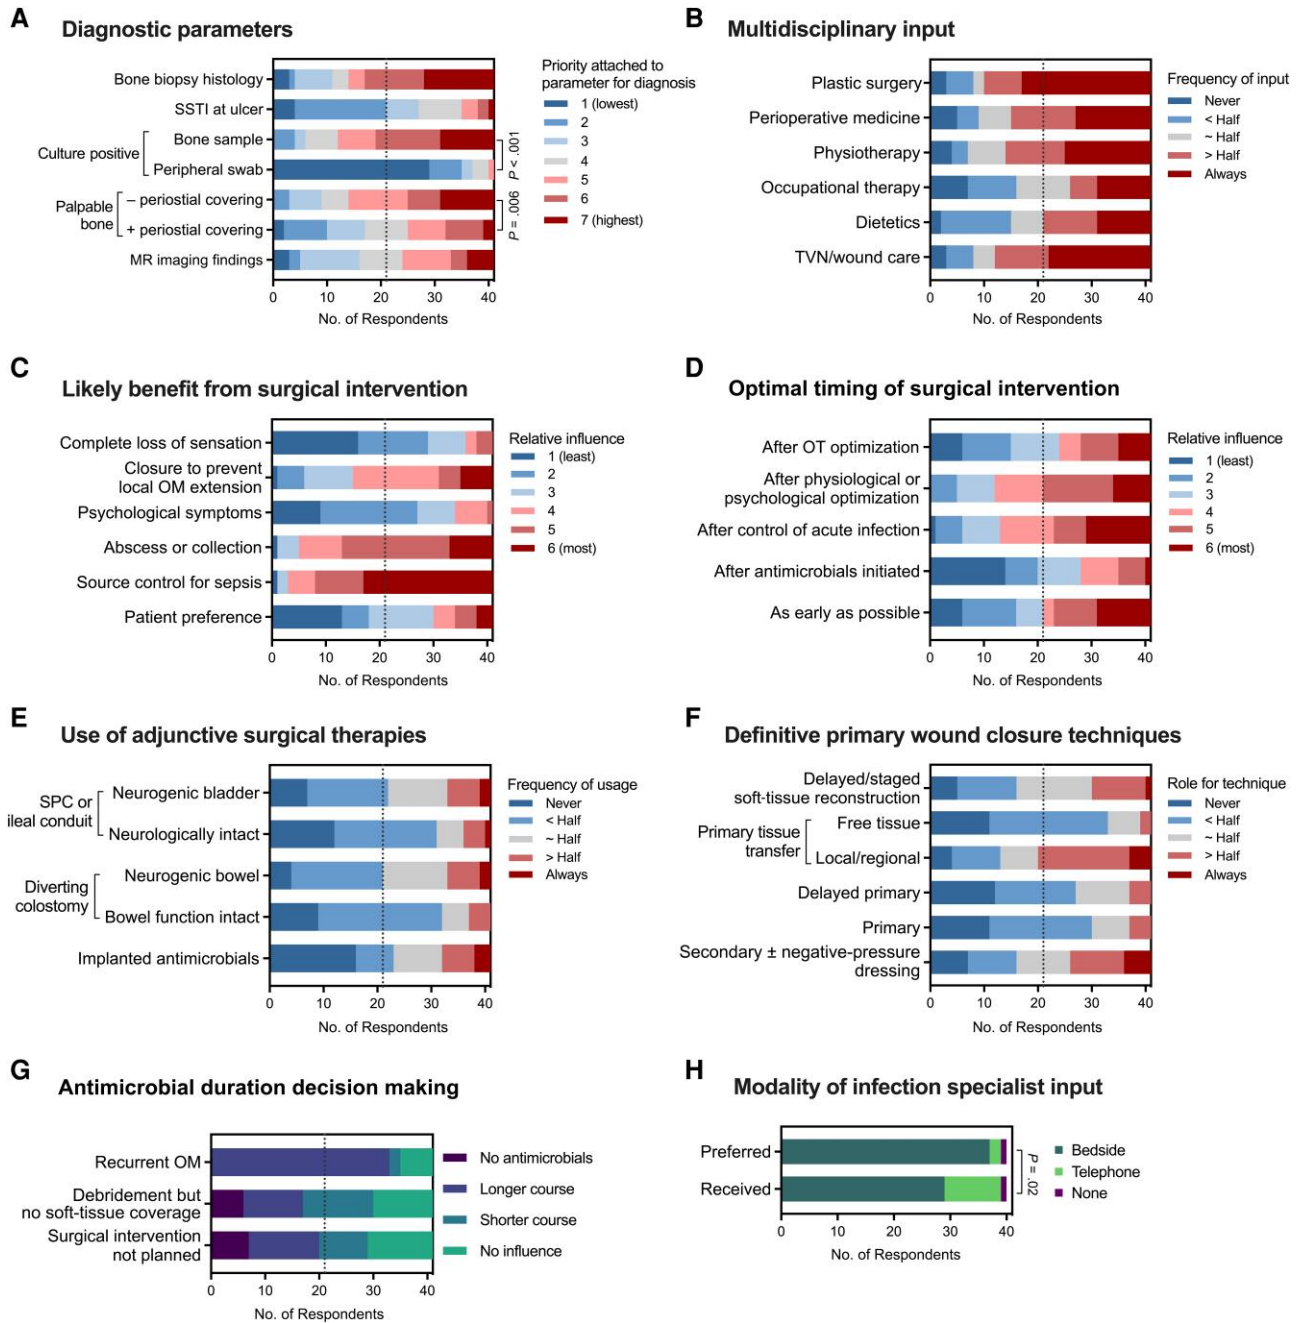 A Diagnostic parameters
Bone biopsy histology
SSTI at ulcer
Culture positive
Bone sample
Peripheral swab
Palpable
bone
– periostial covering
+ periostial covering
MR imaging findings
P < .001
P = .006
0 10 20 30 40
No. of Respondents
Priority attached to
parameter for diagnosis
1 (lowest)
2
3
4
5
6
7 (highest)
B Multidisciplinary input
Plastic surgery
Perioperative medicine
Physiotherapy
Occupational therapy
Dietetics
TVN/wound care
0 10 20 30 40
No. of Respondents
Frequency of input
Never
< Half
~ Half
> Half
Always
C Likely benefit from surgical intervention
Complete loss of sensation
Closure to prevent
local OM extension
Psychological symptoms
Abscess or collection
Source control for sepsis
Patient preference
0 10 20 30 40
No. of Respondents
Relative influence
1 (least)
2
3
4
5
6 (most)
D Optimal timing of surgical intervention
After OT optimization
After physiological or
psychological optimization
After control of acute infection
After antimicrobials initiated
As early as possible
0 10 20 30 40
No. of Respondents
Relative influence
1 (least)
2
3
4
5
6 (most)
E Use of adjunctive surgical therapies
SPC or
ileal conduit
Neurogenic bladder
Neurologically intact
Diverting
colostomy
Neurogenic bowel
Bowel function intact
Implanted antimicrobials
0 10 20 30 40
No. of Respondents
Frequency of usage
Never
< Half
~ Half
> Half
Always
F Definitive primary wound closure techniques
Delayed/staged
soft-tissue reconstruction
Primary tissue
transfer
Free tissue
Local/regional
Delayed primary
Primary
Secondary ± negative-pressure
dressing
0 10 20 30 40
No. of Respondents
Role for technique
Never
< Half
~ Half
> Half
Always
G Antimicrobial duration decision making
Recurrent OM
Debridement but
no soft-tissue coverage
Surgical intervention
not planned
0 10 20 30 40
No. of Respondents
No antimicrobials
Longer course
Shorter course
No influence
H Modality of infection specialist input
Preferred
Received
P = .02
0 10 20 30 40
No. of Respondents
Bedside
Telephone
None